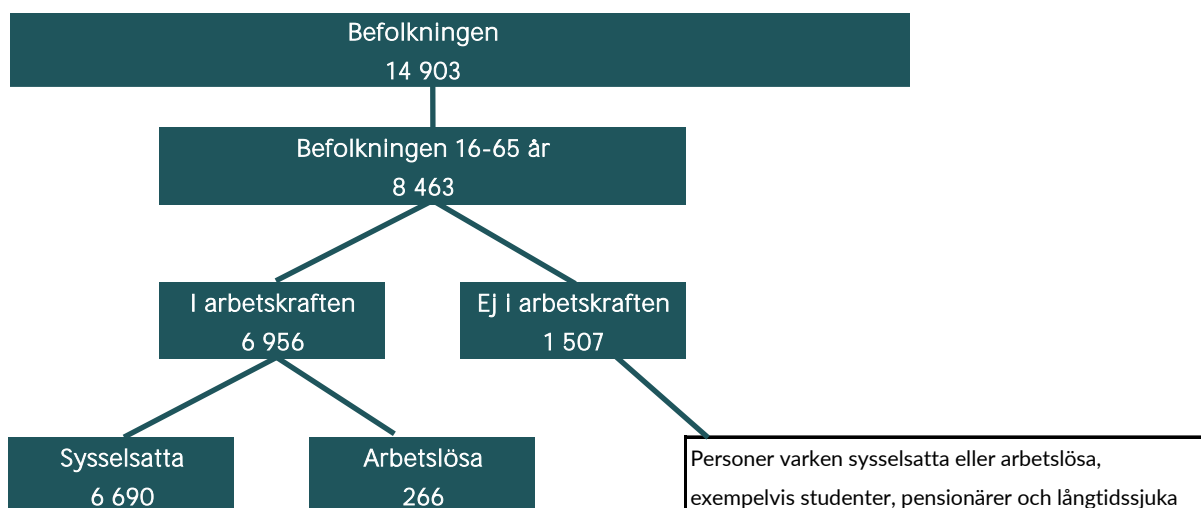 Befolkningen
14 903
Befolkningen 16-65 år
8 463
I arbetskraften
6 956
Ej i arbetskraften
1 507
Sysselsatta
6 690
Arbetslösa
266
Personer varken sysselsatta eller arbetslösa,
exempelvis studenter, pensionärer och långtidssjuka